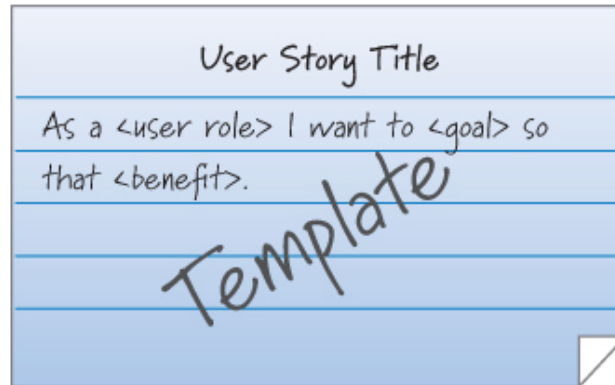 User Story Title
As a <user role> I want to <goal> so
that <benefit>.
Template